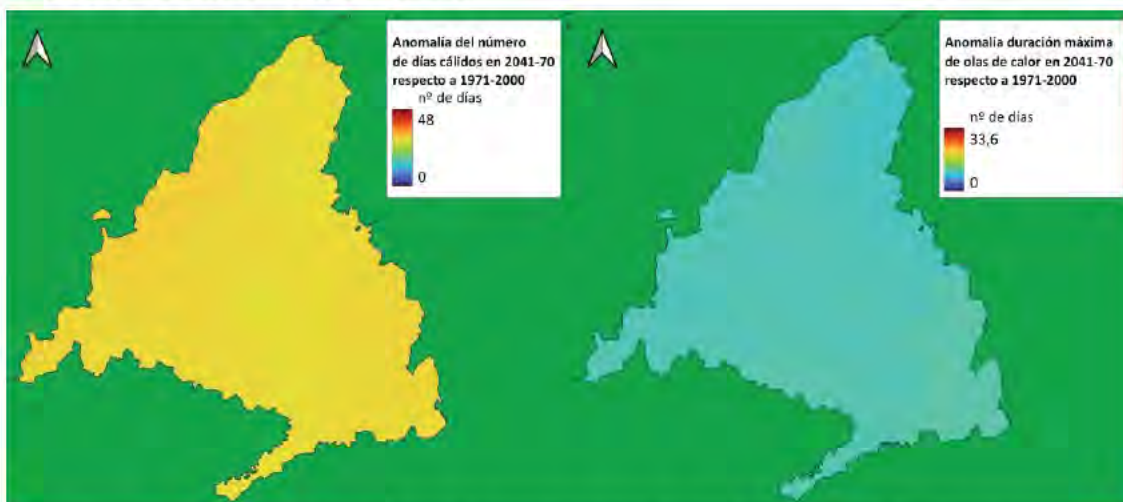 Anomalía del número
de días cálidos en 2041-70
respecto a 1971-2000
nº de días
48
0
Anomalía duración máxima
de olas de calor en 2041-70
respecto a 1971-2000
nº de días
33,6
0